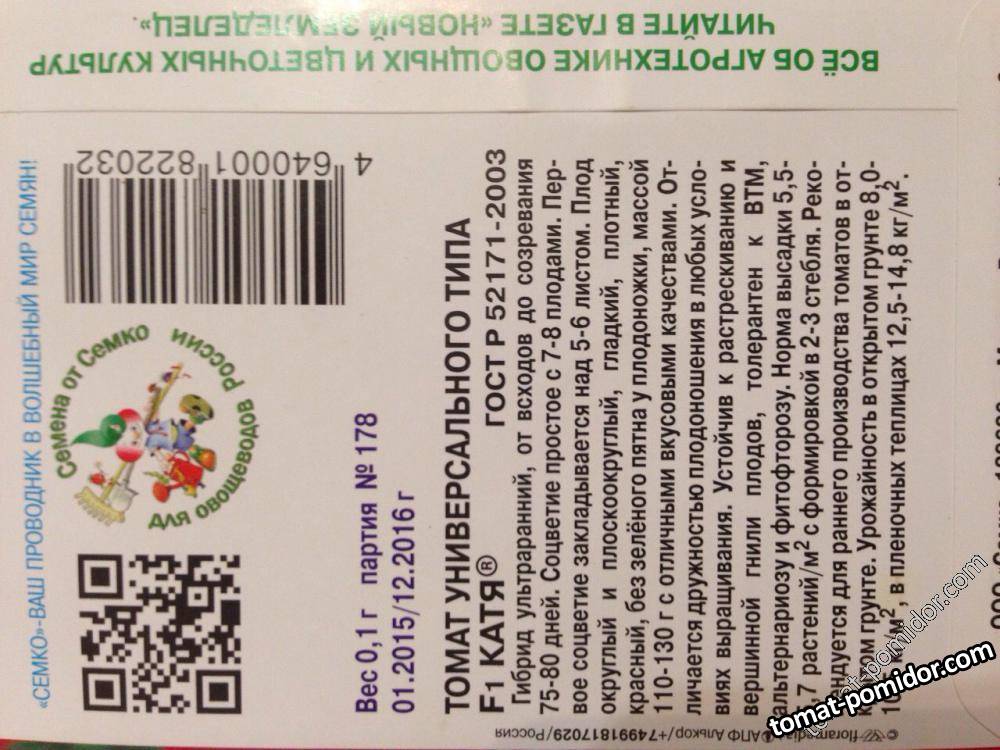 ВСЁ ОБ АГРОТЕХНИКЕ ОВОЩНЫХ И ЦВЕТОЧНЫХ КУЛЬТУР
ЧИТАЙТЕ В ГАЗЕТЕ «НОВЫЙ ЗЕМЛЕДЕЛЕЦ».
«СЕМКО»-ВАШ ПРОВОДНИК В ВОЛШЕБНЫЙ МИР СЕМЯН!
Семена от Семко
для овощеводов России
4 640001 822032
Вес 0,1 г партия № 178
01.2015/12.2016 г
ТОМАТ УНИВЕРСАЛЬНОГО ТИПА
F1 КАТЯ® ГОСТ Р 52171-2003
Гибрид ультраранний, от всходов до созревания
75-80 дней. Соцветие простое с 7-8 плодами. Пер-
вое соцветие закладывается над 5-6 листом. Плод
округлый и плоскоокруглый, гладкий, плотный,
красный, без зелёного пятна у плодоножки, массой
110-130 г с отличными вкусовыми качествами. От-
личается дружностью плодоношения в любых усло-
виях выращивания. Устойчив к растрескиванию и
вершинной гнили плодов, толерантен к ВТМ,
альтернариозу и фитофторозу. Норма высадки 5,5-
,7 растений/м² с формировкой в 2-3 стебля. Реко-
ндуется для раннего производства томатов в от-
ом грунте. Урожайность в открытом грунте 8,0-
10 /м², в пленочных теплицах 12,5-14,8 кг/м².
© floramedia/АПФ Алькор/+74991817029/Россия
tomat-pomidor.com
tomat-pomidor.com